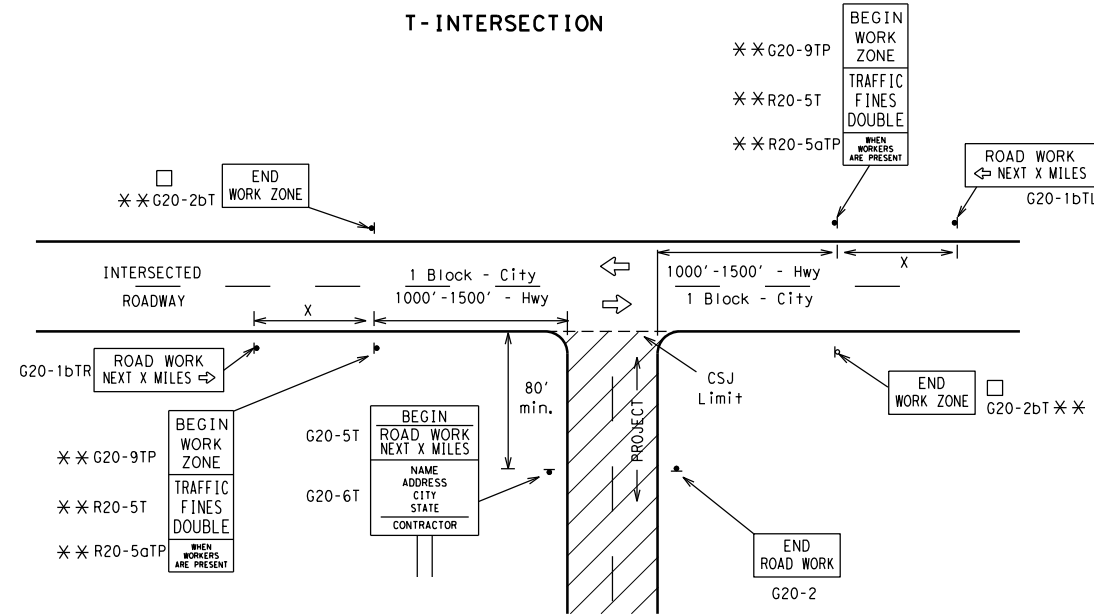 T-INTERSECTION
✳✳G20-9TP
BEGIN
WORK
ZONE
✳✳R20-5T
TRAFFIC
FINES
DOUBLE
✳✳R20-5aTP
WHEN
WORKERS
ARE PRESENT
ROAD WORK
⇦ NEXT X MILES
G20-1bTL
□
✳✳G20-2bT
END
WORK ZONE
INTERSECTED
ROADWAY
1 Block - City
1000'-1500' - Hwy
X
1000'-1500' - Hwy
1 Block - City
X
G20-1bTR
ROAD WORK
NEXT X MILES ⇨
80'
min.
CSJ
Limit
PROJECT
END
WORK ZONE
□
G20-2bT ✳✳
✳✳G20-9TP
BEGIN
WORK
ZONE
✳✳R20-5T
TRAFFIC
FINES
DOUBLE
✳✳R20-5aTP
WHEN
WORKERS
ARE PRESENT
G20-5T
BEGIN
ROAD WORK
NEXT X MILES
G20-6T
NAME
ADDRESS
CITY
STATE
CONTRACTOR
END
ROAD WORK
G20-2